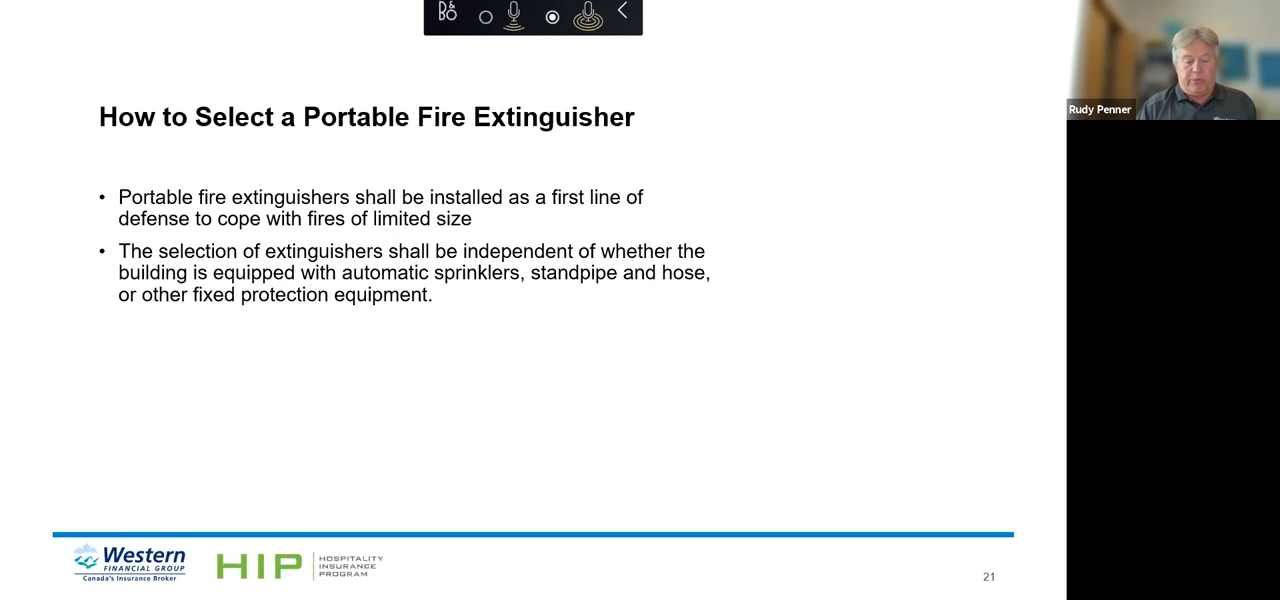 B&
BO
How to Select a Portable Fire Extinguisher
• Portable fire extinguishers shall be installed as a first line of
defense to cope with fires of limited size
• The selection of extinguishers shall be independent of whether the
building is equipped with automatic sprinklers, standpipe and hose,
or other fixed protection equipment.
Western
FINANCIAL GROUP
Canada's Insurance Broker
HIP
HOSPITALITY
INSURANCE
PROGRAM
21
Rudy Penner
Western